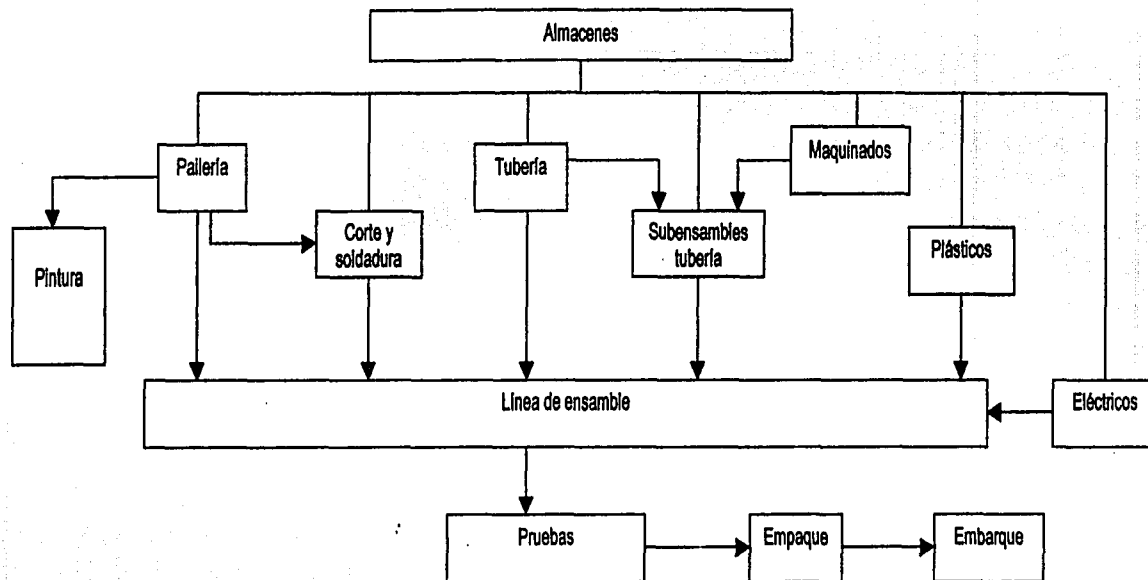 Almacenes
Pailería
Tubería
Maquinados
Corte y
soldadura
Subensambles
tubería
Plásticos
Pintura
Línea de ensamble
Eléctricos
Pruebas
Empaque
Embarque